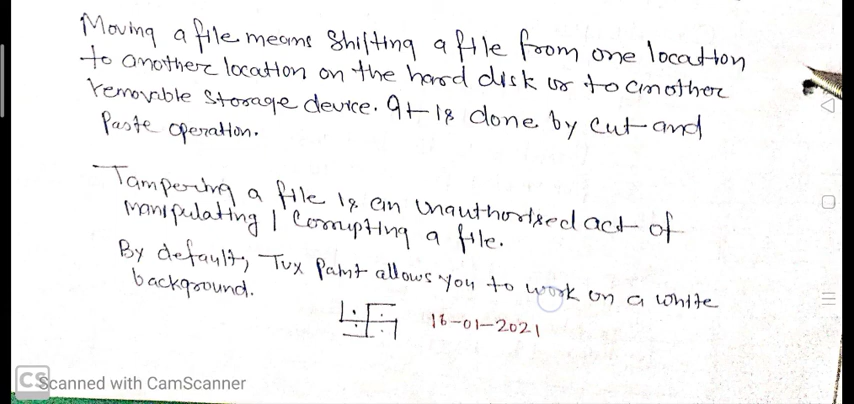 Moving a file means shifting a file from one location
to another location on the hard disk or to another
removable storage device. It is done by cut and
Paste operation.
Tampering a file is an unauthorised act of
manipulating / corrupting a file.
By default, Tux Paint allows you to work on a white
background.
16-01-2021
CS Scanned with CamScanner